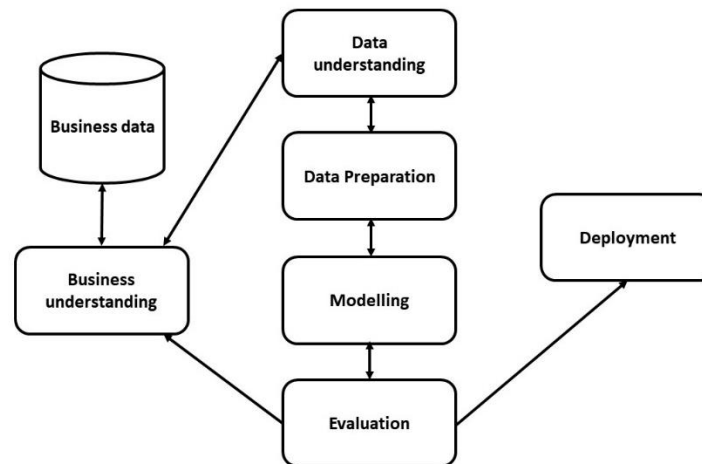 Data
understanding
Business data
Data Preparation
Deployment
Business
understanding
Modelling
Evaluation